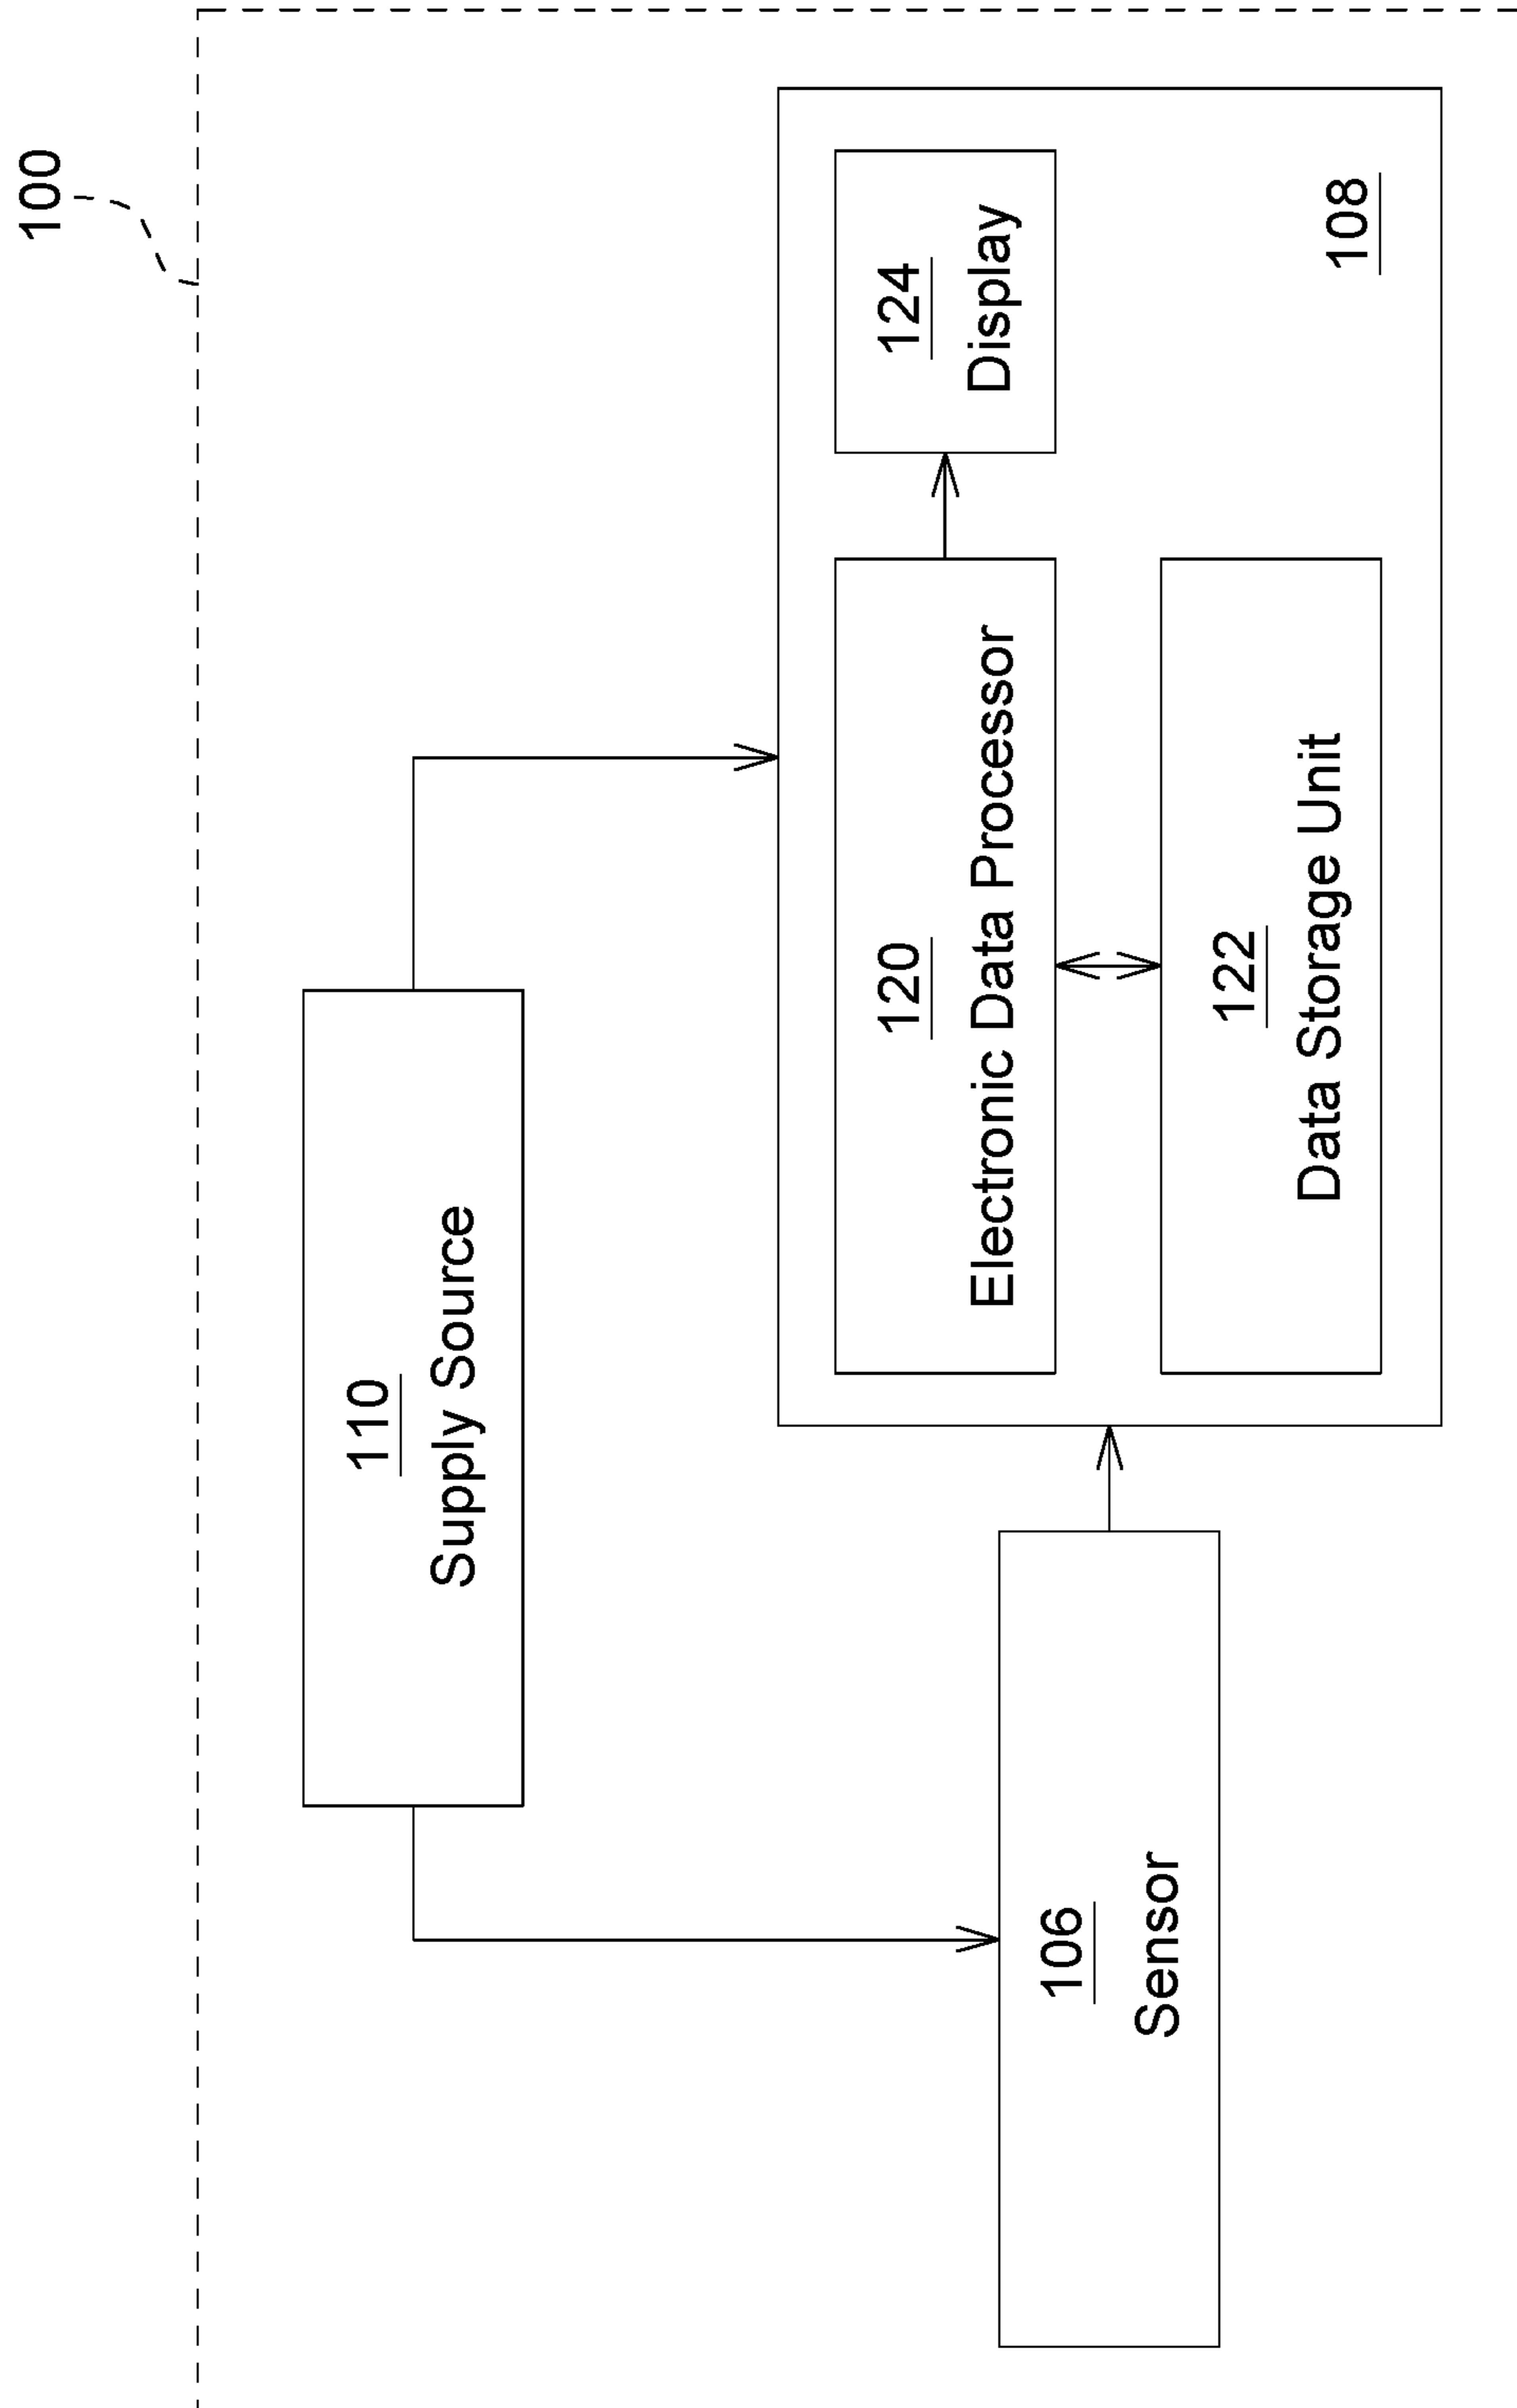 100
110
Supply Source
120
Electronic Data Processor
124
Display
122
Data Storage Unit
108
106
Sensor